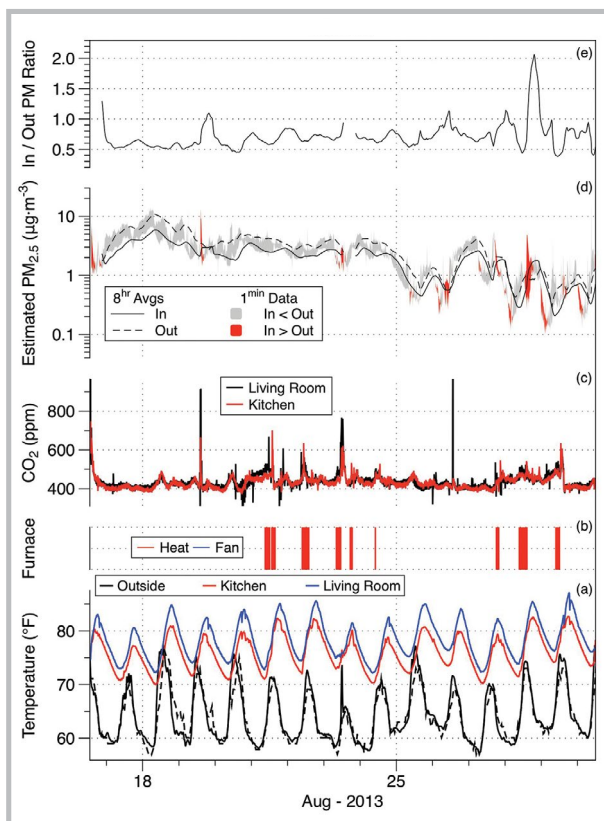 In / Out PM Ratio
2.0
1.5
1.0
0.5
(e)
Estimated PM2.5 (µg·m-3)
10
1
0.1
(d)
8hr Avgs
1min Data
In
In < Out
Out
In > Out
CO2 (ppm)
800
600
400
(c)
Living Room
Kitchen
Furnace
(b)
Heat
Fan
Temperature (°F)
80
70
60
(a)
Outside
Kitchen
Living Room
18
25
Aug - 2013